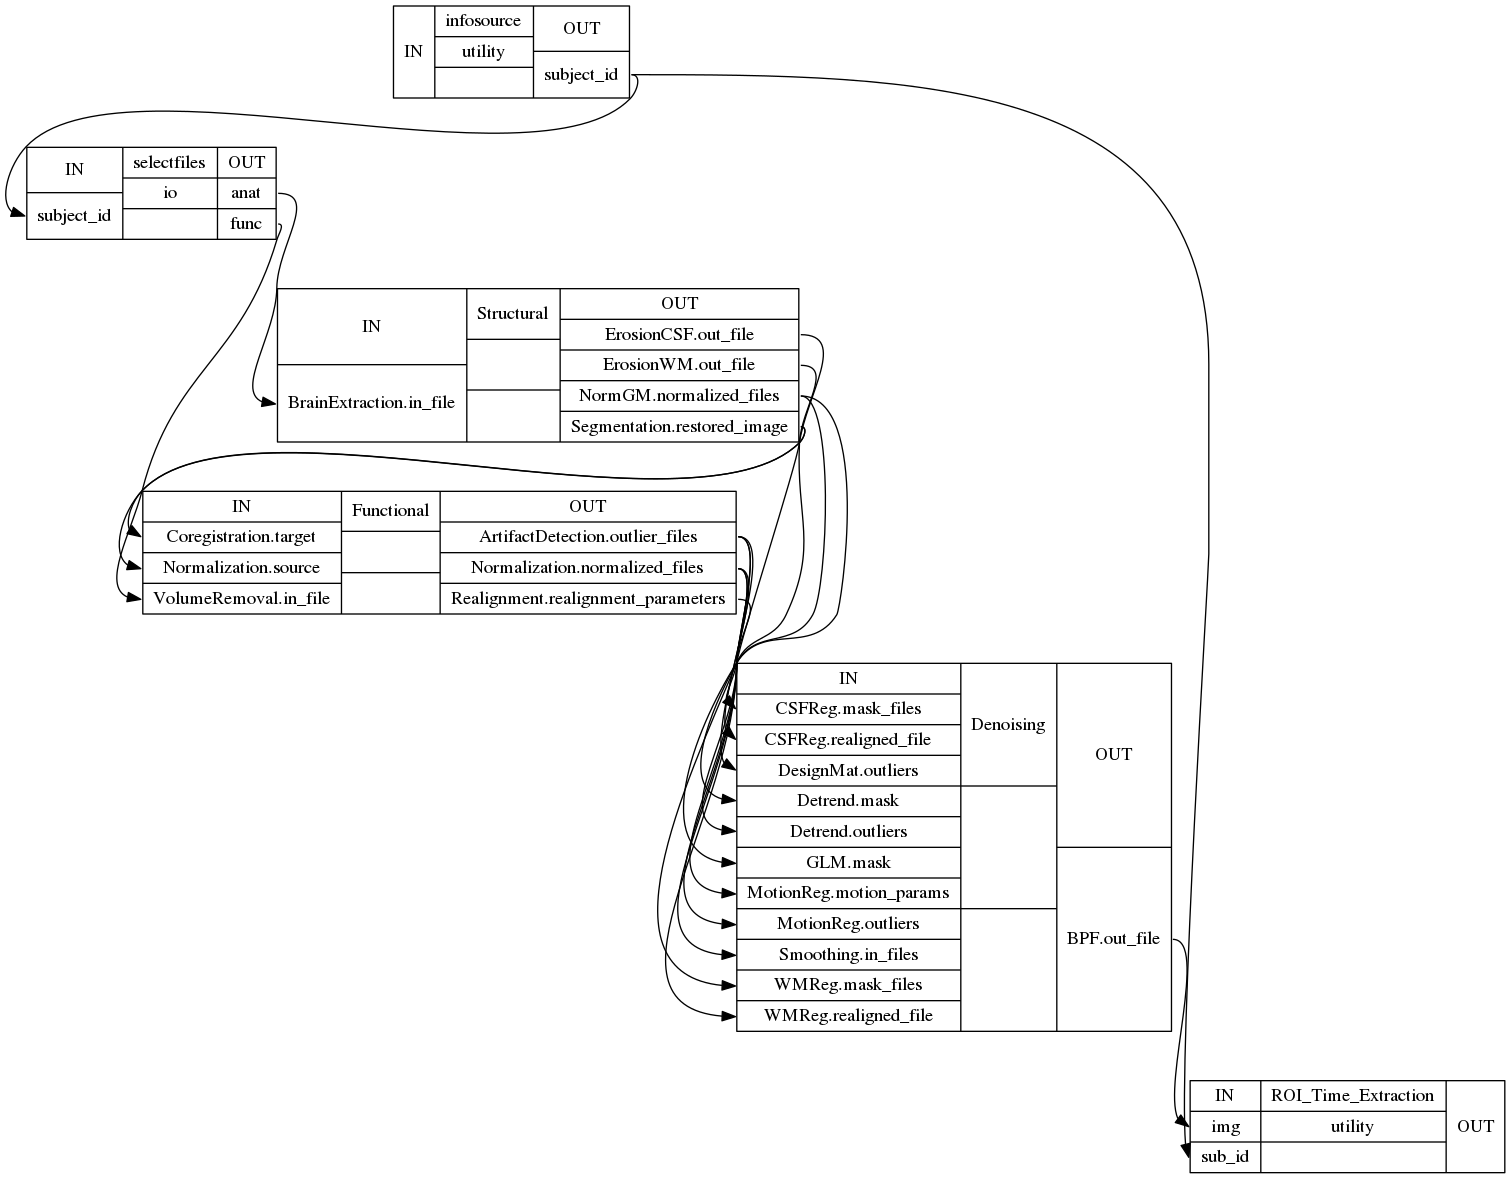 IN
infosource
utility
OUT
subject_id
IN
subject_id
selectfiles
io
OUT
anat
func
IN
BrainExtraction.in_file
Structural
OUT
ErosionCSF.out_file
ErosionWM.out_file
NormGM.normalized_files
Segmentation.restored_image
IN
Coregistration.target
Normalization.source
VolumeRemoval.in_file
Functional
OUT
ArtifactDetection.outlier_files
Normalization.normalized_files
Realignment.realignment_parameters
IN
CSFReg.mask_files
CSFReg.realigned_file
DesignMat.outliers
Detrend.mask
Detrend.outliers
GLM.mask
MotionReg.motion_params
MotionReg.outliers
Smoothing.in_files
WMReg.mask_files
WMReg.realigned_file
Denoising
OUT
BPF.out_file
IN
img
sub_id
ROI_Time_Extraction
utility
OUT